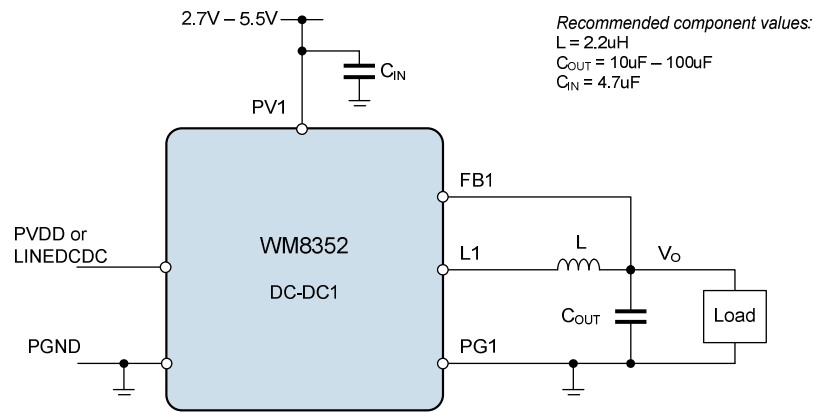 2.7V – 5.5V
Recommended component values:
L = 2.2uH
COUT = 10uF – 100uF
CIN = 4.7uF
CIN
PV1
FB1
WM8352
DC-DC1
PVDD or
LINEDCDC
L1
L
VO
COUT
Load
PGND
PG1